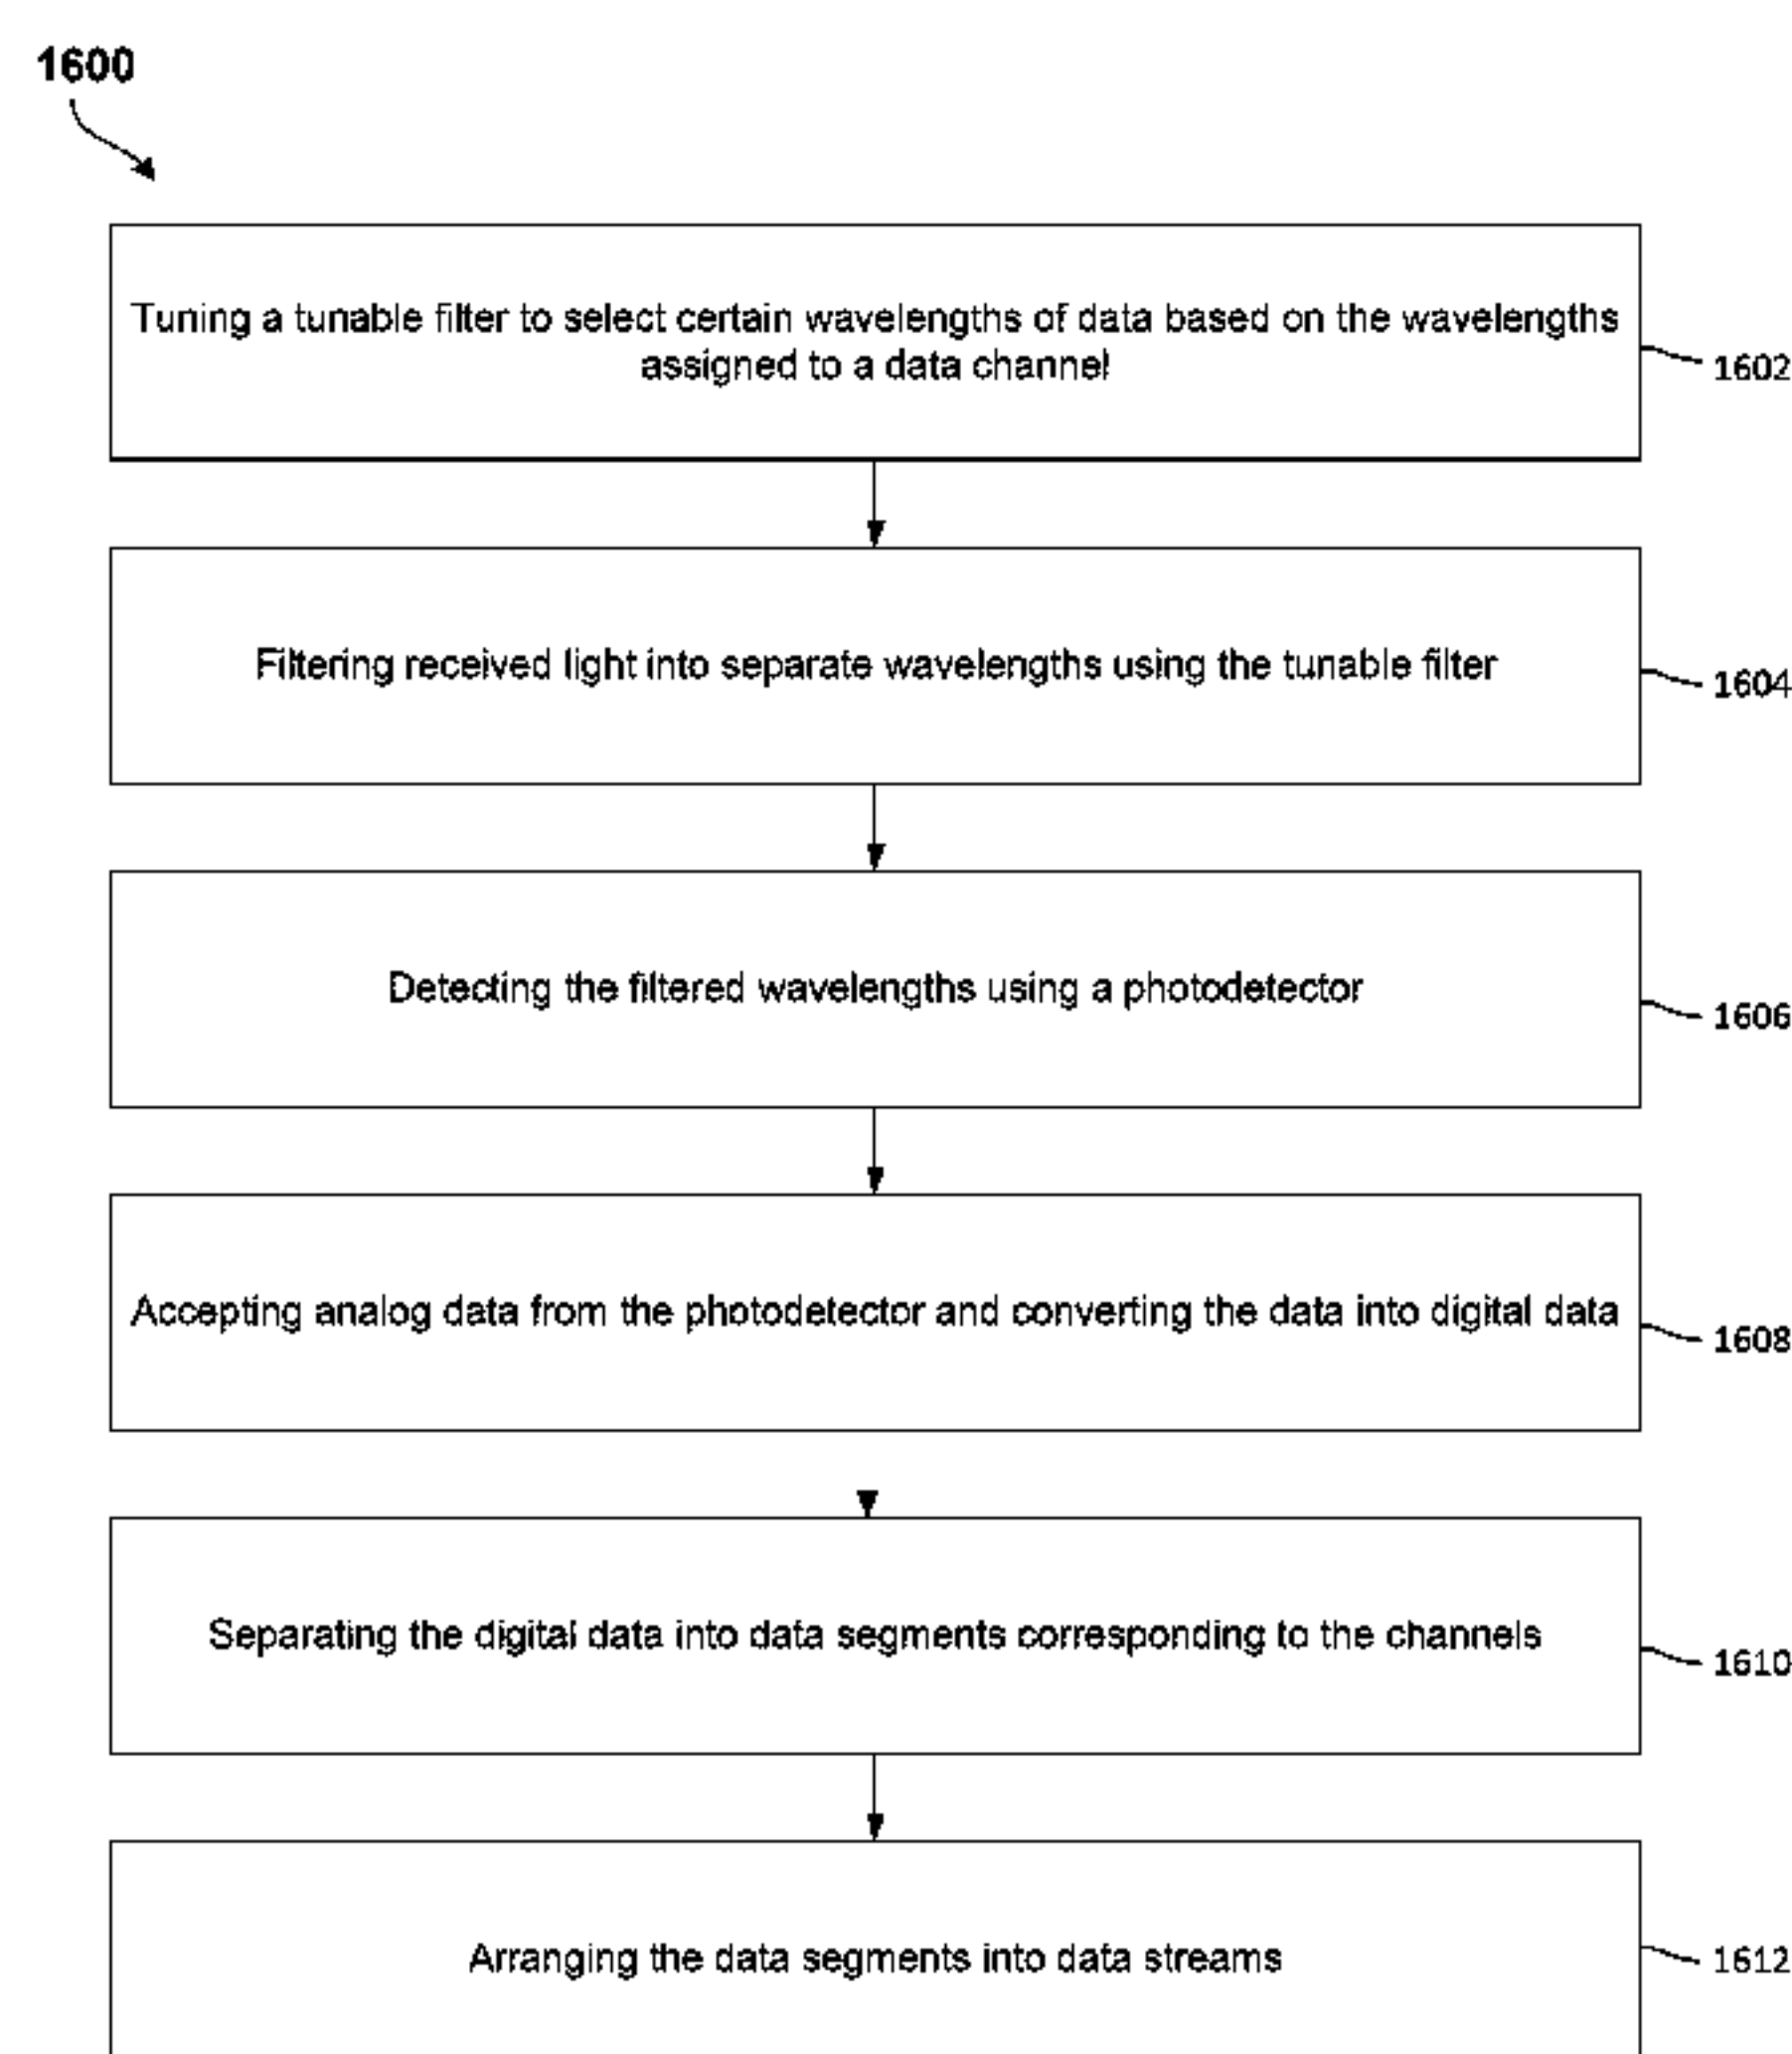 1600
Tuning a tunable filter to select certain wavelengths of data based on the wavelengths
assigned to a data channel
1602
Filtering received light into separate wavelengths using the tunable filter
1604
Detecting the filtered wavelengths using a photodetector
1606
Accepting analog data from the photodetector and converting the data into digital data
1608
Separating the digital data into data segments corresponding to the channels
1610
Arranging the data segments into data streams
1612